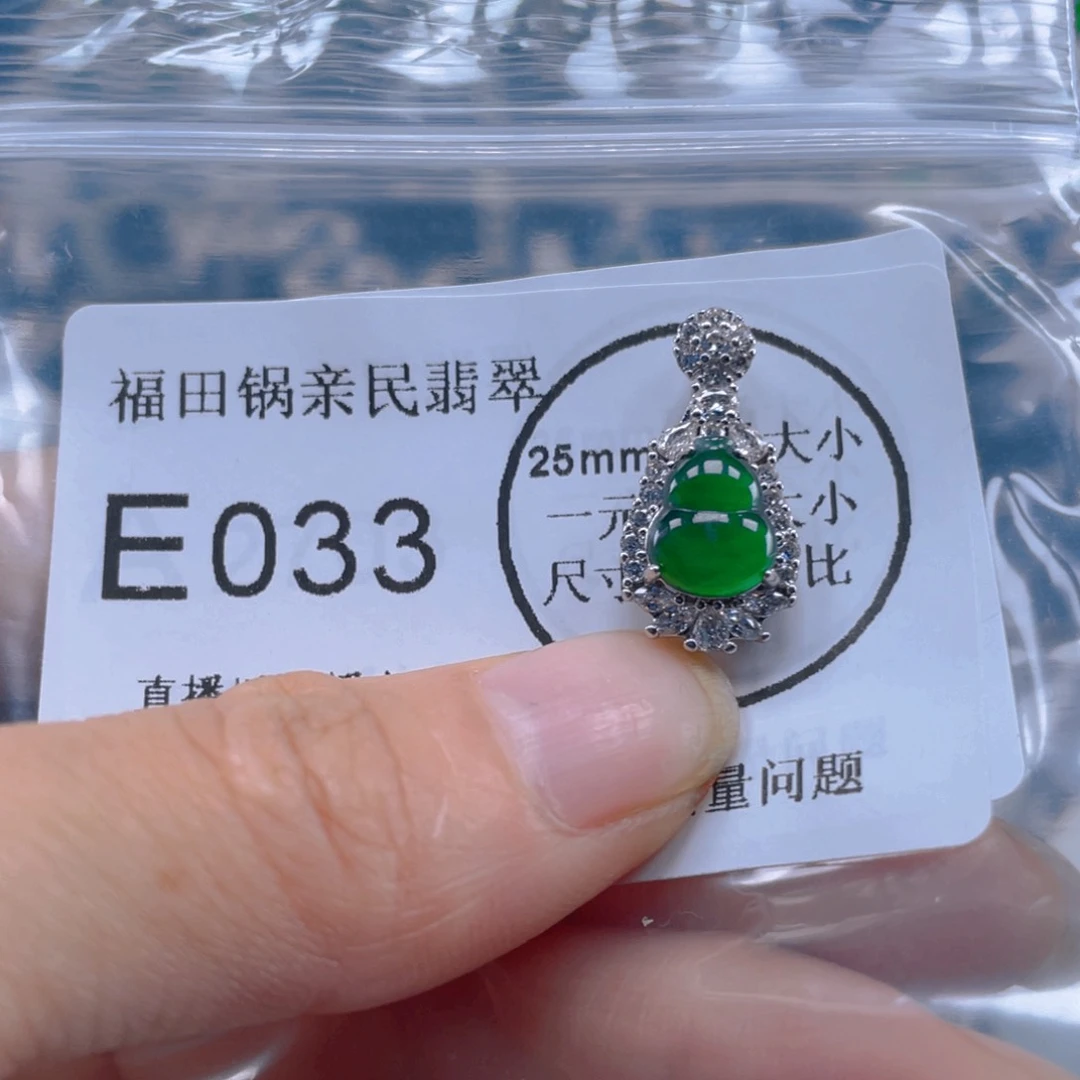 福田锅亲民翡翠
E033
25mm 大小
一元 大小
尺寸 比
直播
量问题